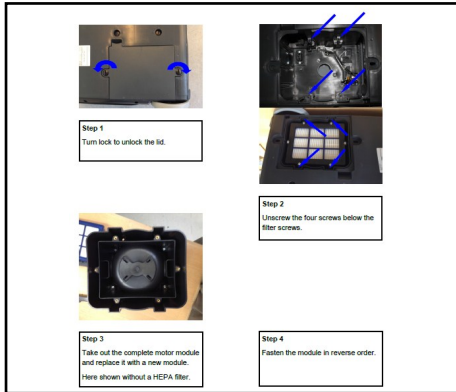 Step 1
Turn lock to unlock the lid.
Step 2
Unscrew the four screws below the
filter screws.
Step 3
Take out the complete motor module
and replace it with a new module.
Here shown without a HEPA filter.
Step 4
Fasten the module in reverse order.